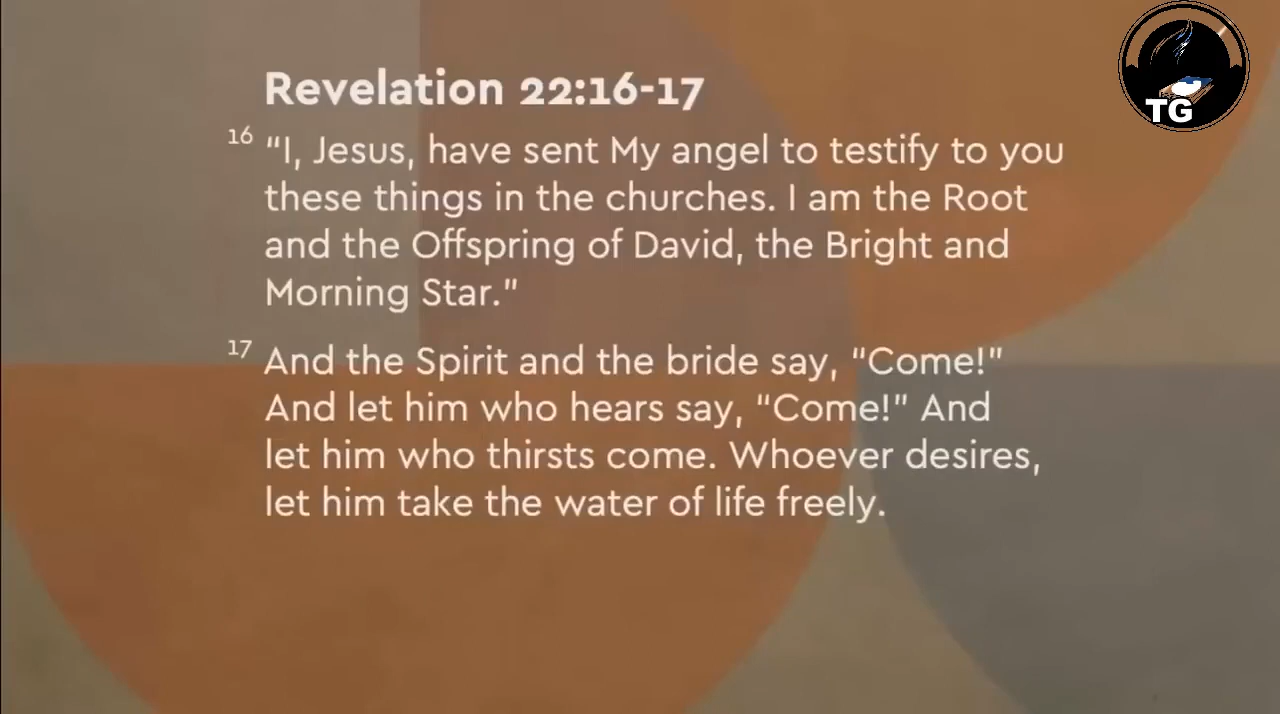 Revelation 22:16-17
16 “I, Jesus, have sent My angel to testify to you
these things in the churches. I am the Root
and the Offspring of David, the Bright and
Morning Star.”
17 And the Spirit and the bride say, “Come!”
And let him who hears say, “Come!” And
let him who thirsts come. Whoever desires,
let him take the water of life freely.
TG